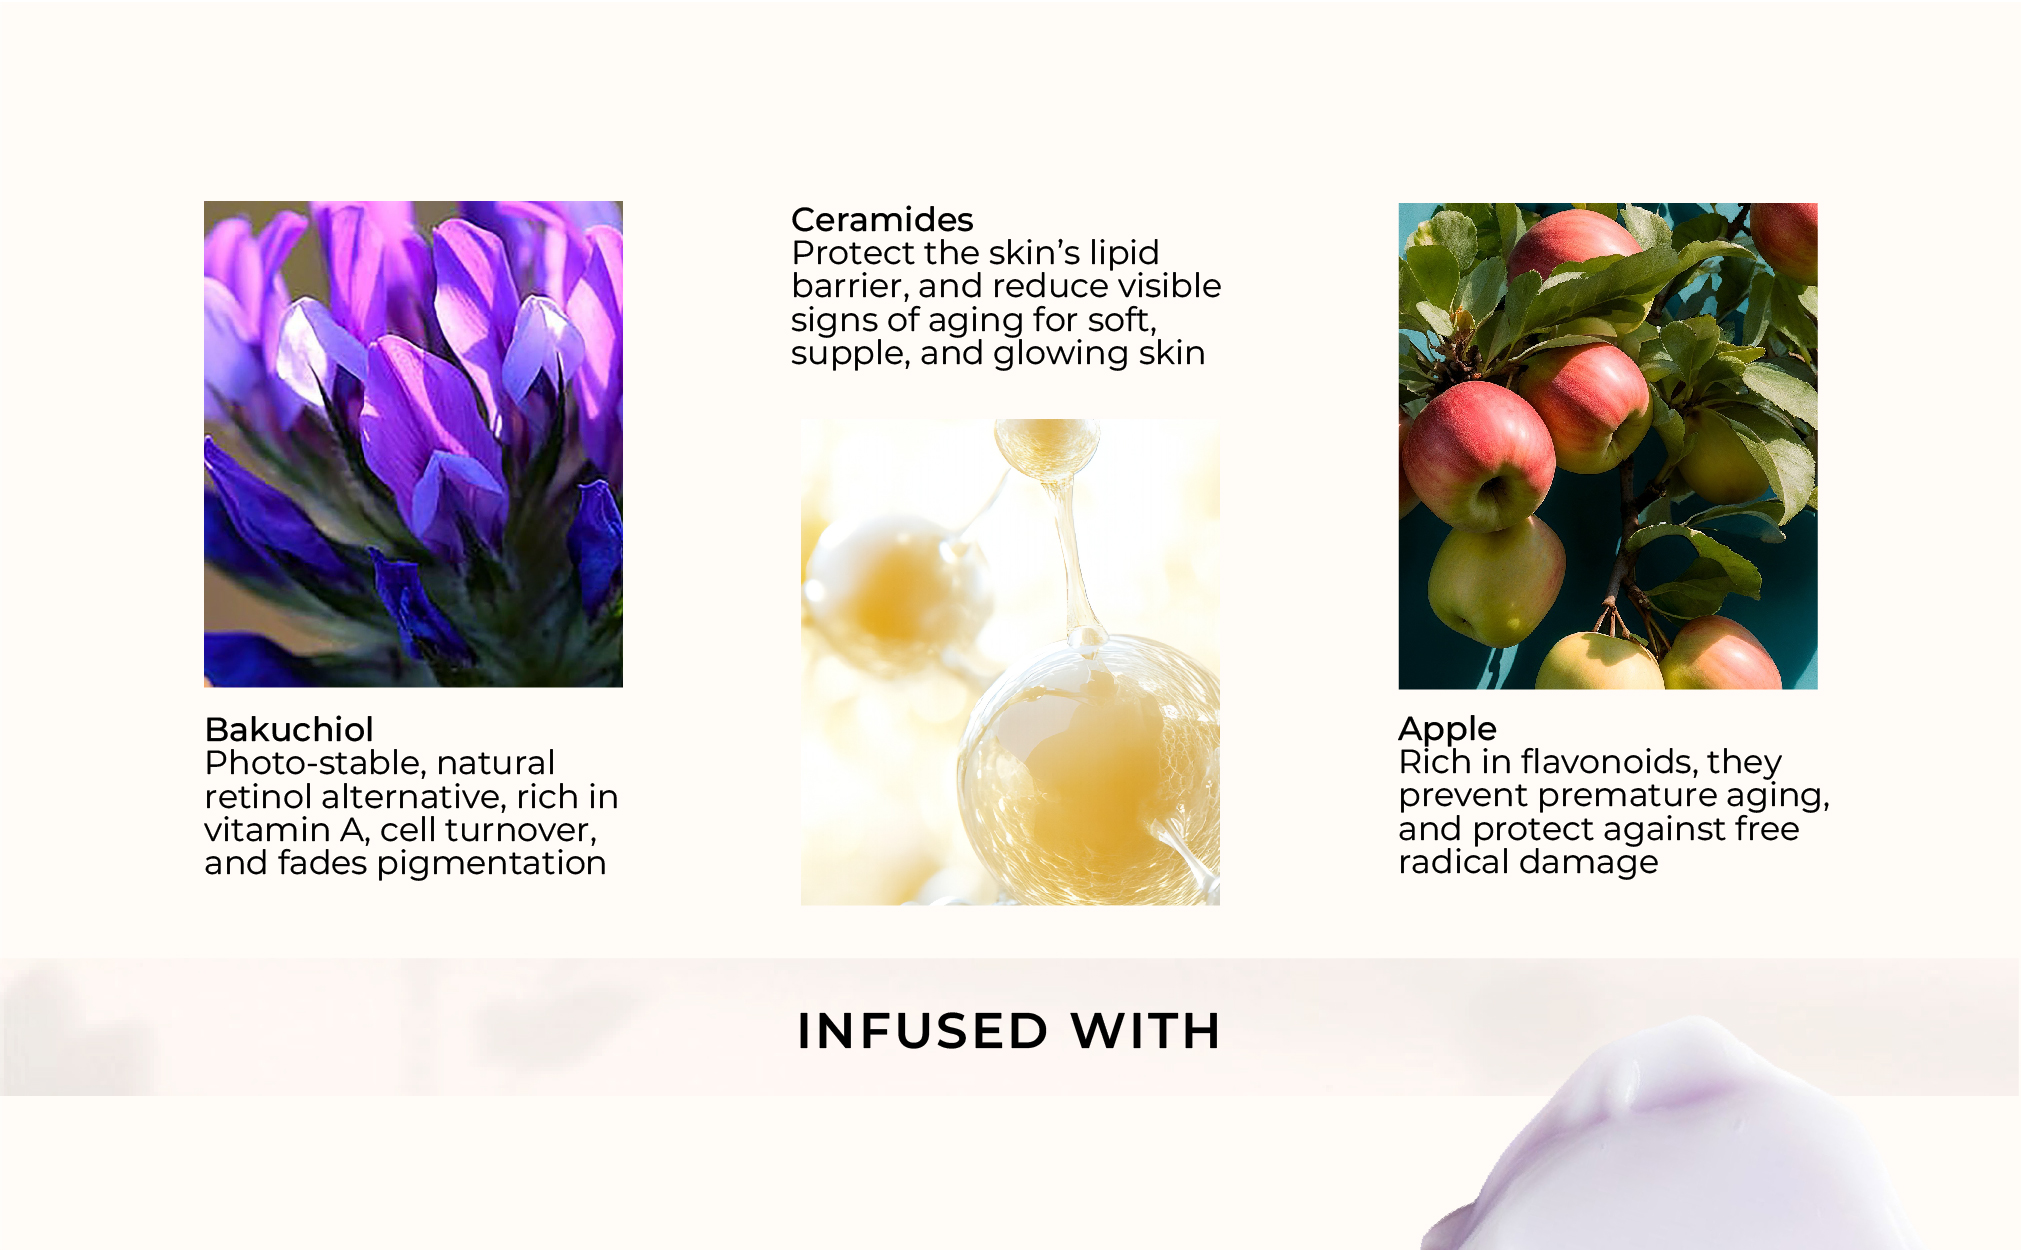 Bakuchiol
Photo-stable, natural
retinol alternative, rich in
vitamin A, cell turnover,
and fades pigmentation
Ceramides
Protect the skin’s lipid
barrier, and reduce visible
signs of aging for soft,
supple, and glowing skin
Apple
Rich in flavonoids, they
prevent premature aging,
and protect against free
radical damage
INFUSED WITH